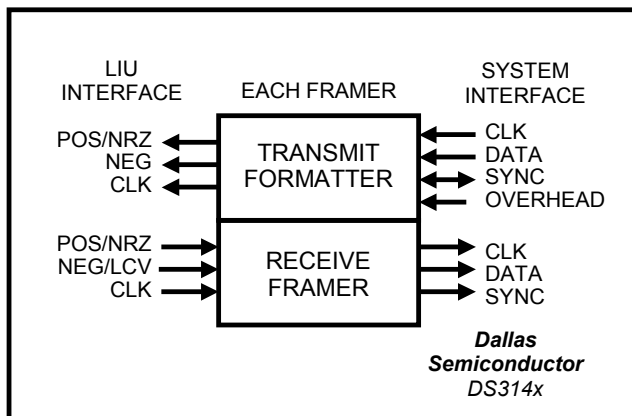 LIU
INTERFACE
EACH FRAMER
SYSTEM
INTERFACE
POS/NRZ
NEG
CLK
TRANSMIT
FORMATTER
CLK
DATA
SYNC
OVERHEAD
POS/NRZ
NEG/LCV
CLK
RECEIVE
FRAMER
CLK
DATA
SYNC
Dallas
Semiconductor
DS314x